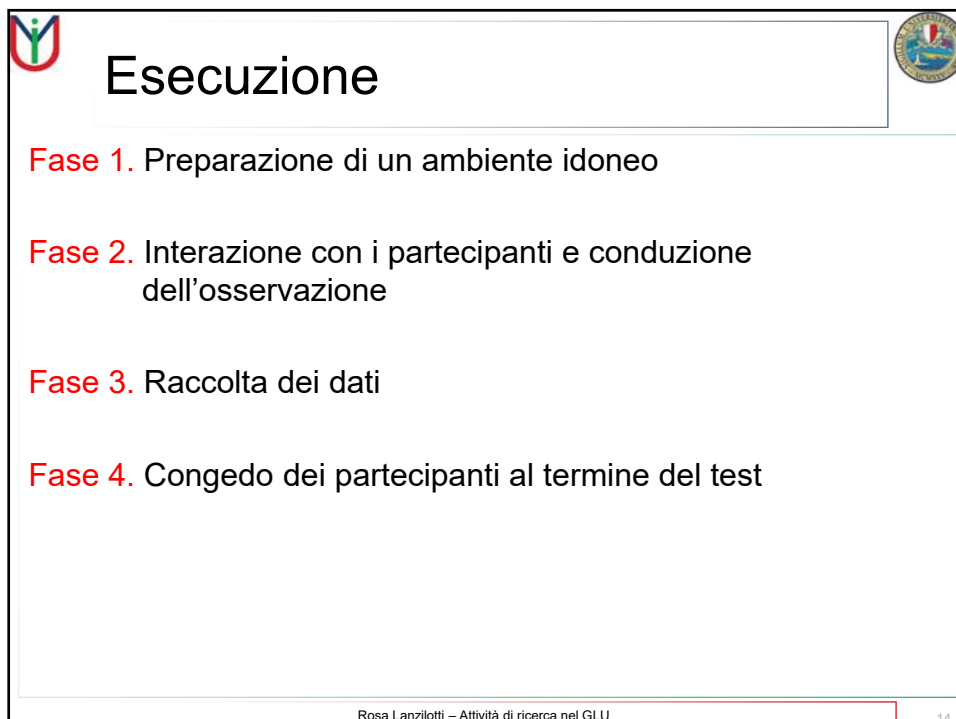 Esecuzione
Fase 1. Preparazione di un ambiente idoneo
Fase 2. Interazione con i partecipanti e conduzione
dell’osservazione
Fase 3. Raccolta dei dati
Fase 4. Congedo dei partecipanti al termine del test
Rosa Lanzilotti – Attività di ricerca nel GLU
14